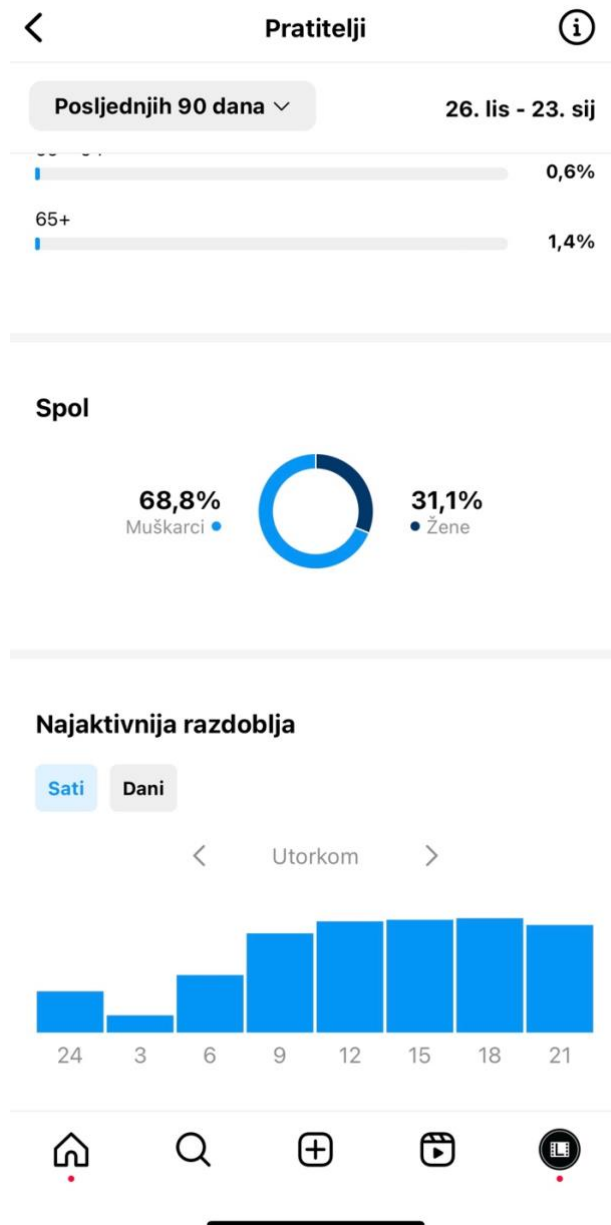 Pratitelji
Posljednjih 90 dana
26. lis - 23. sij
0,6%
65+
1,4%
Spol
68,8%
Muškarci
31,1%
Žene
Najaktivnija razdoblja
Sati Dani
Utorkom
24 3 6 9 12 15 18 21